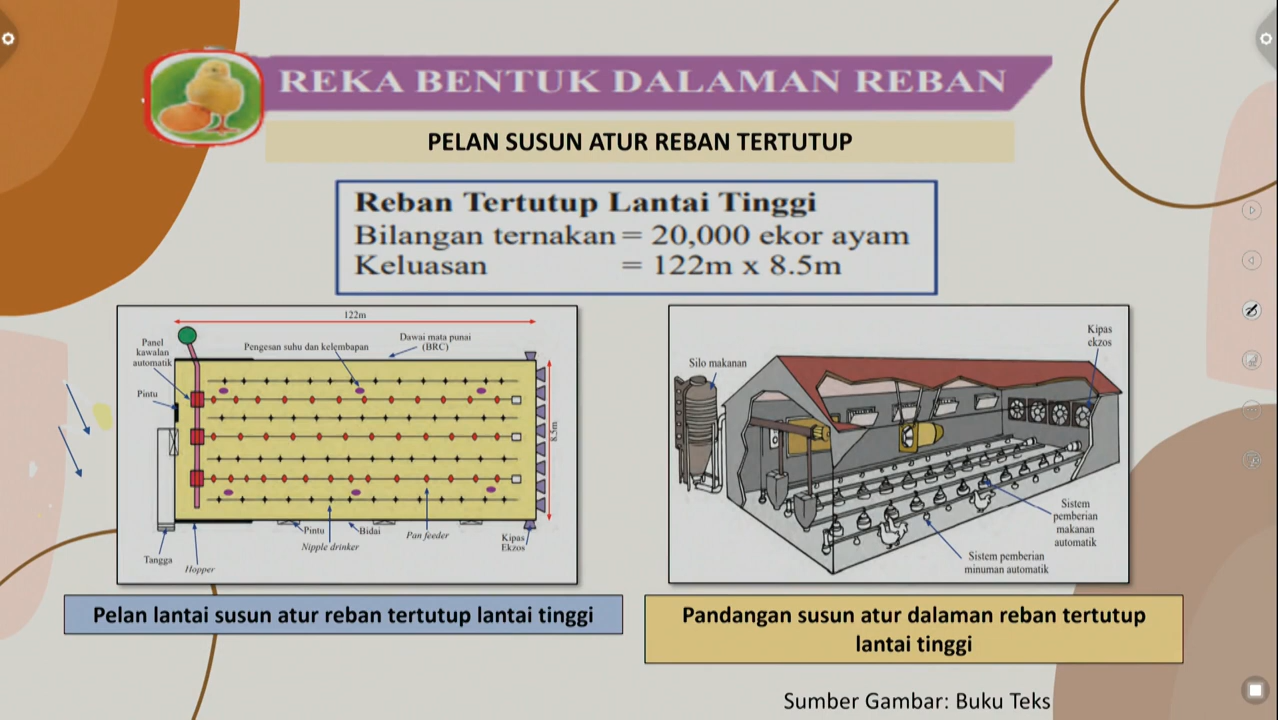 REKA BENTUK DALAMAN REBAN
PELAN SUSUN ATUR REBAN TERTUTUP
Reban Tertutup Lantai Tinggi
Bilangan ternakan = 20,000 ekor ayam
Keluasan = 122m x 8.5m
122m
Panel
kawalan
automatik
Pengesan suhu dan kelembapan
Dawai mata punai
(BRC)
Pintu
8.5m
Tangga
Hopper
Pintu
Nipple drinker
Bidai
Pan feeder
Kipas
Ekzos
Silo makanan
Kipas
ekzos
Sistem
pemberian
makanan
automatik
Sistem pemberian
minuman automatik
Pelan lantai susun atur reban tertutup lantai tinggi
Pandangan susun atur dalaman reban tertutup
lantai tinggi
Sumber Gambar: Buku Teks